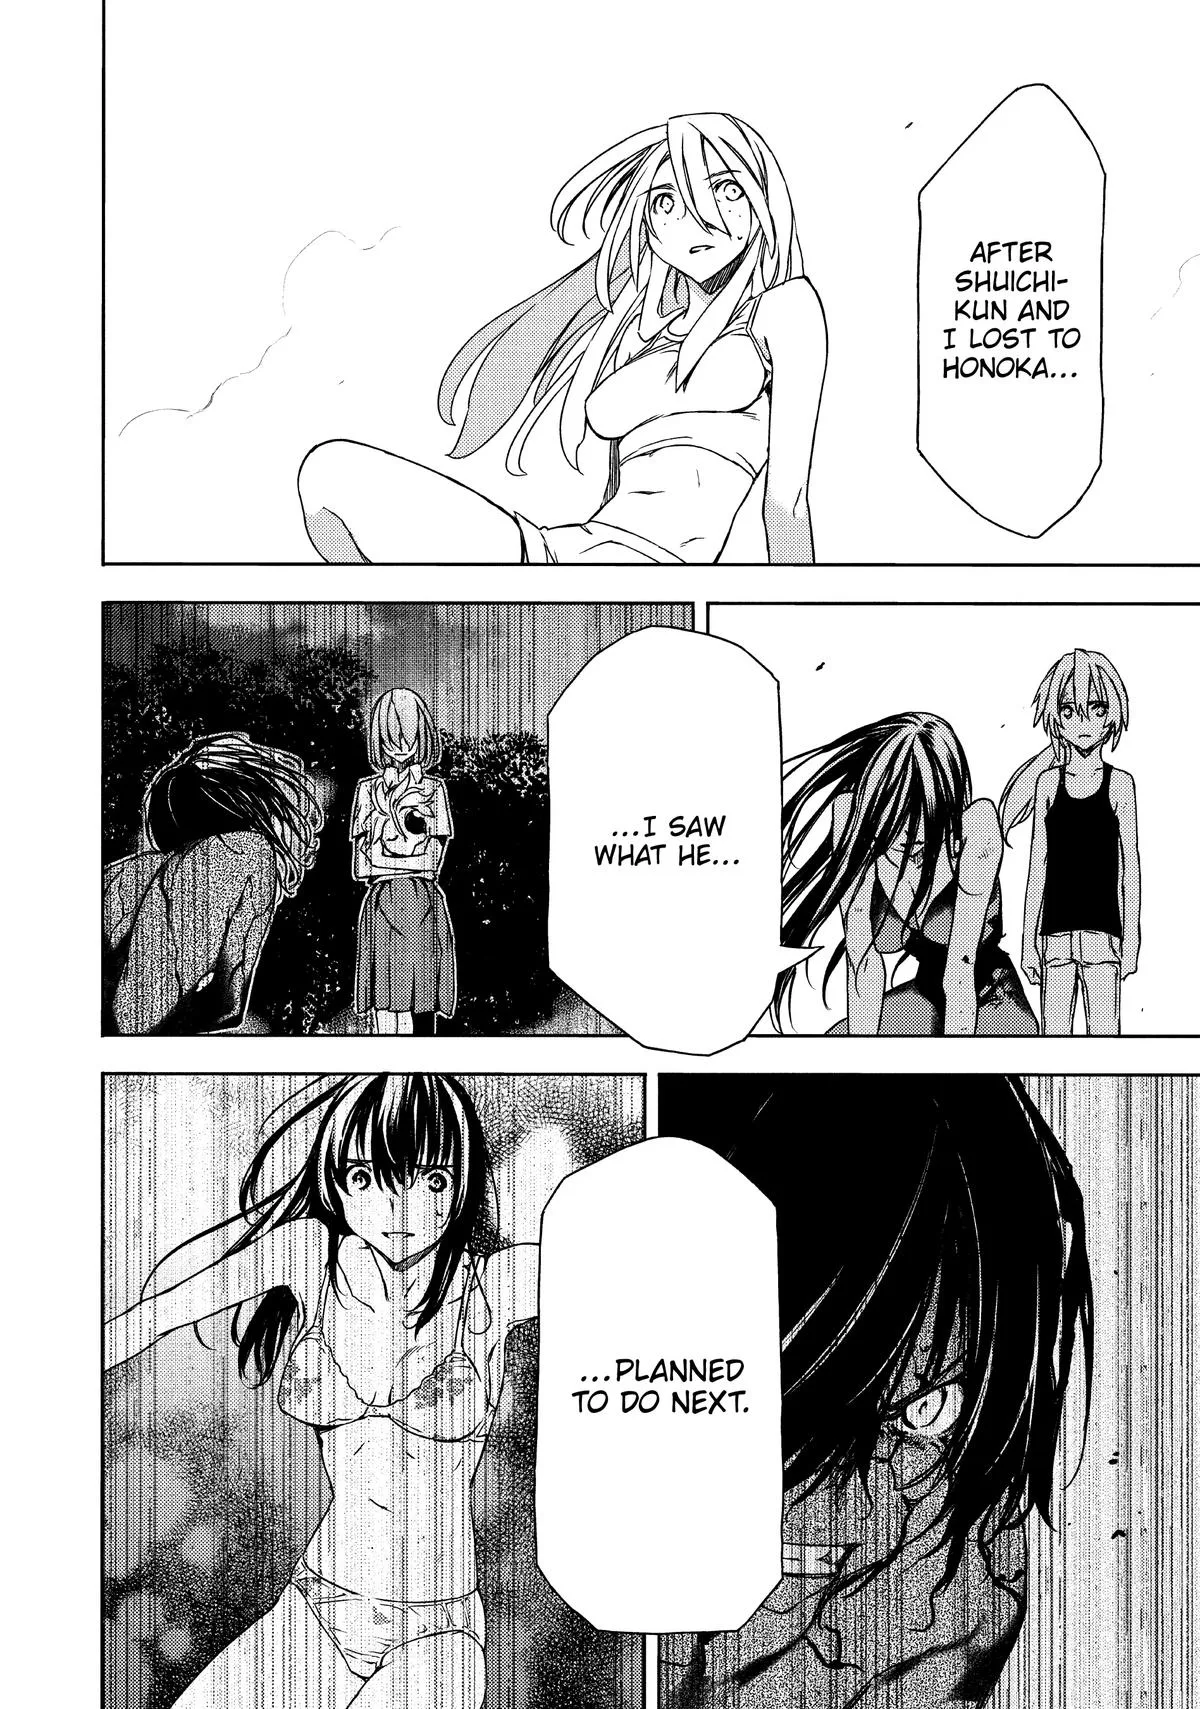 AFTER
SHUICHI-
KUN AND
I LOST TO
HONOKA...
...I SAW
WHAT HE...
...PLANNED
TO DO NEXT.